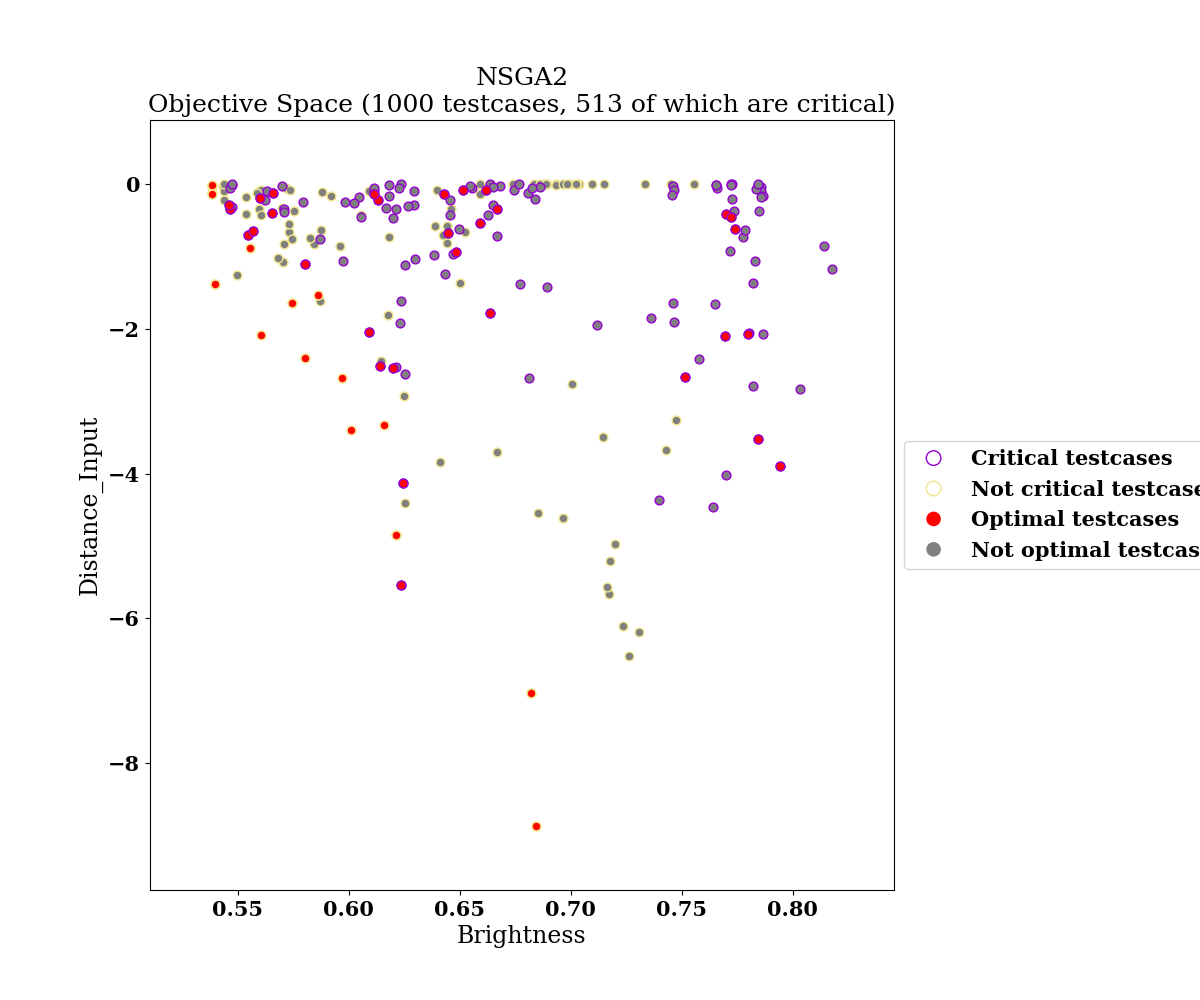 NSGA2
Objective Space (1000 testcases, 513 of which are critical)
0
−2
−4
−6
−8
Distance_Input
0.55
0.60
0.65
0.70
0.75
0.80
Brightness
Critical testcases
Not critical testcase
Optimal testcases
Not optimal testcas